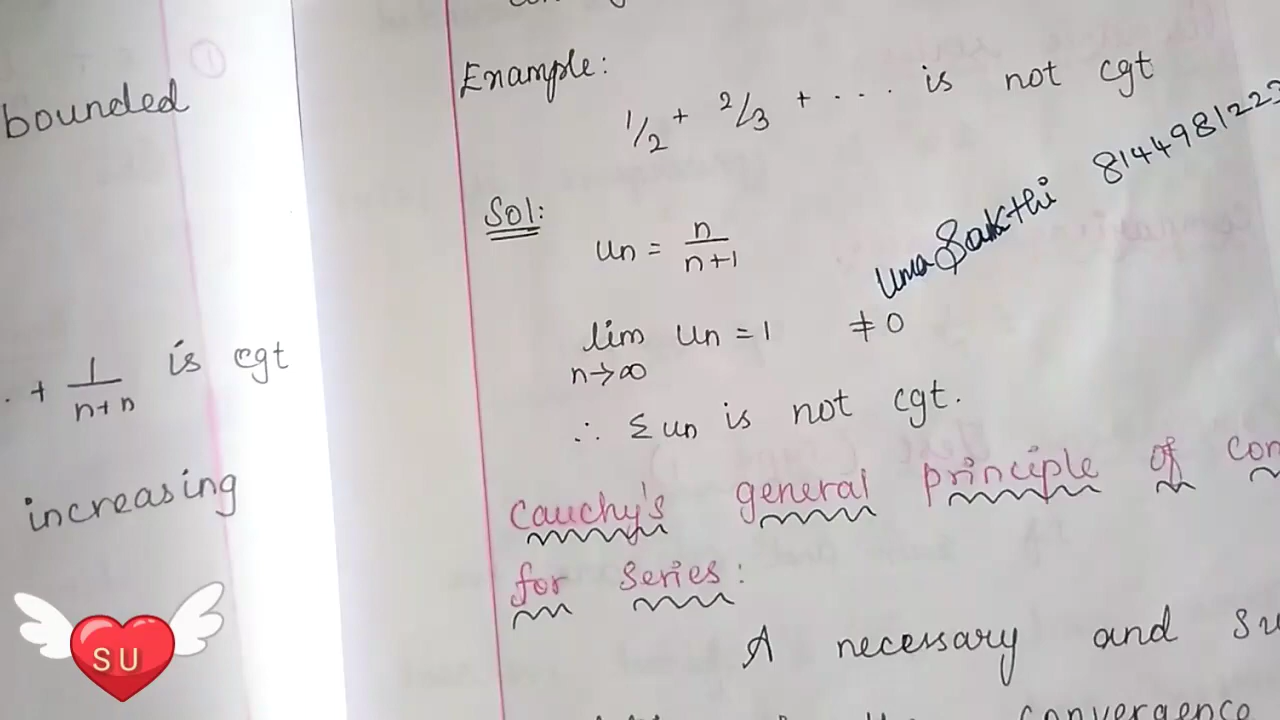 bounded
. + 1/n+n is cgt
increasing
SU
Example:
1/2 + 2/3 + . . . is not cgt
Sol:
un = n/n+1
Uma Sakthi 814498122
lim un = 1 ≠ 0
n→∞
∴ Σun is not cgt.
Cauchy's general principle of con
for series:
A necessary and su
convergence